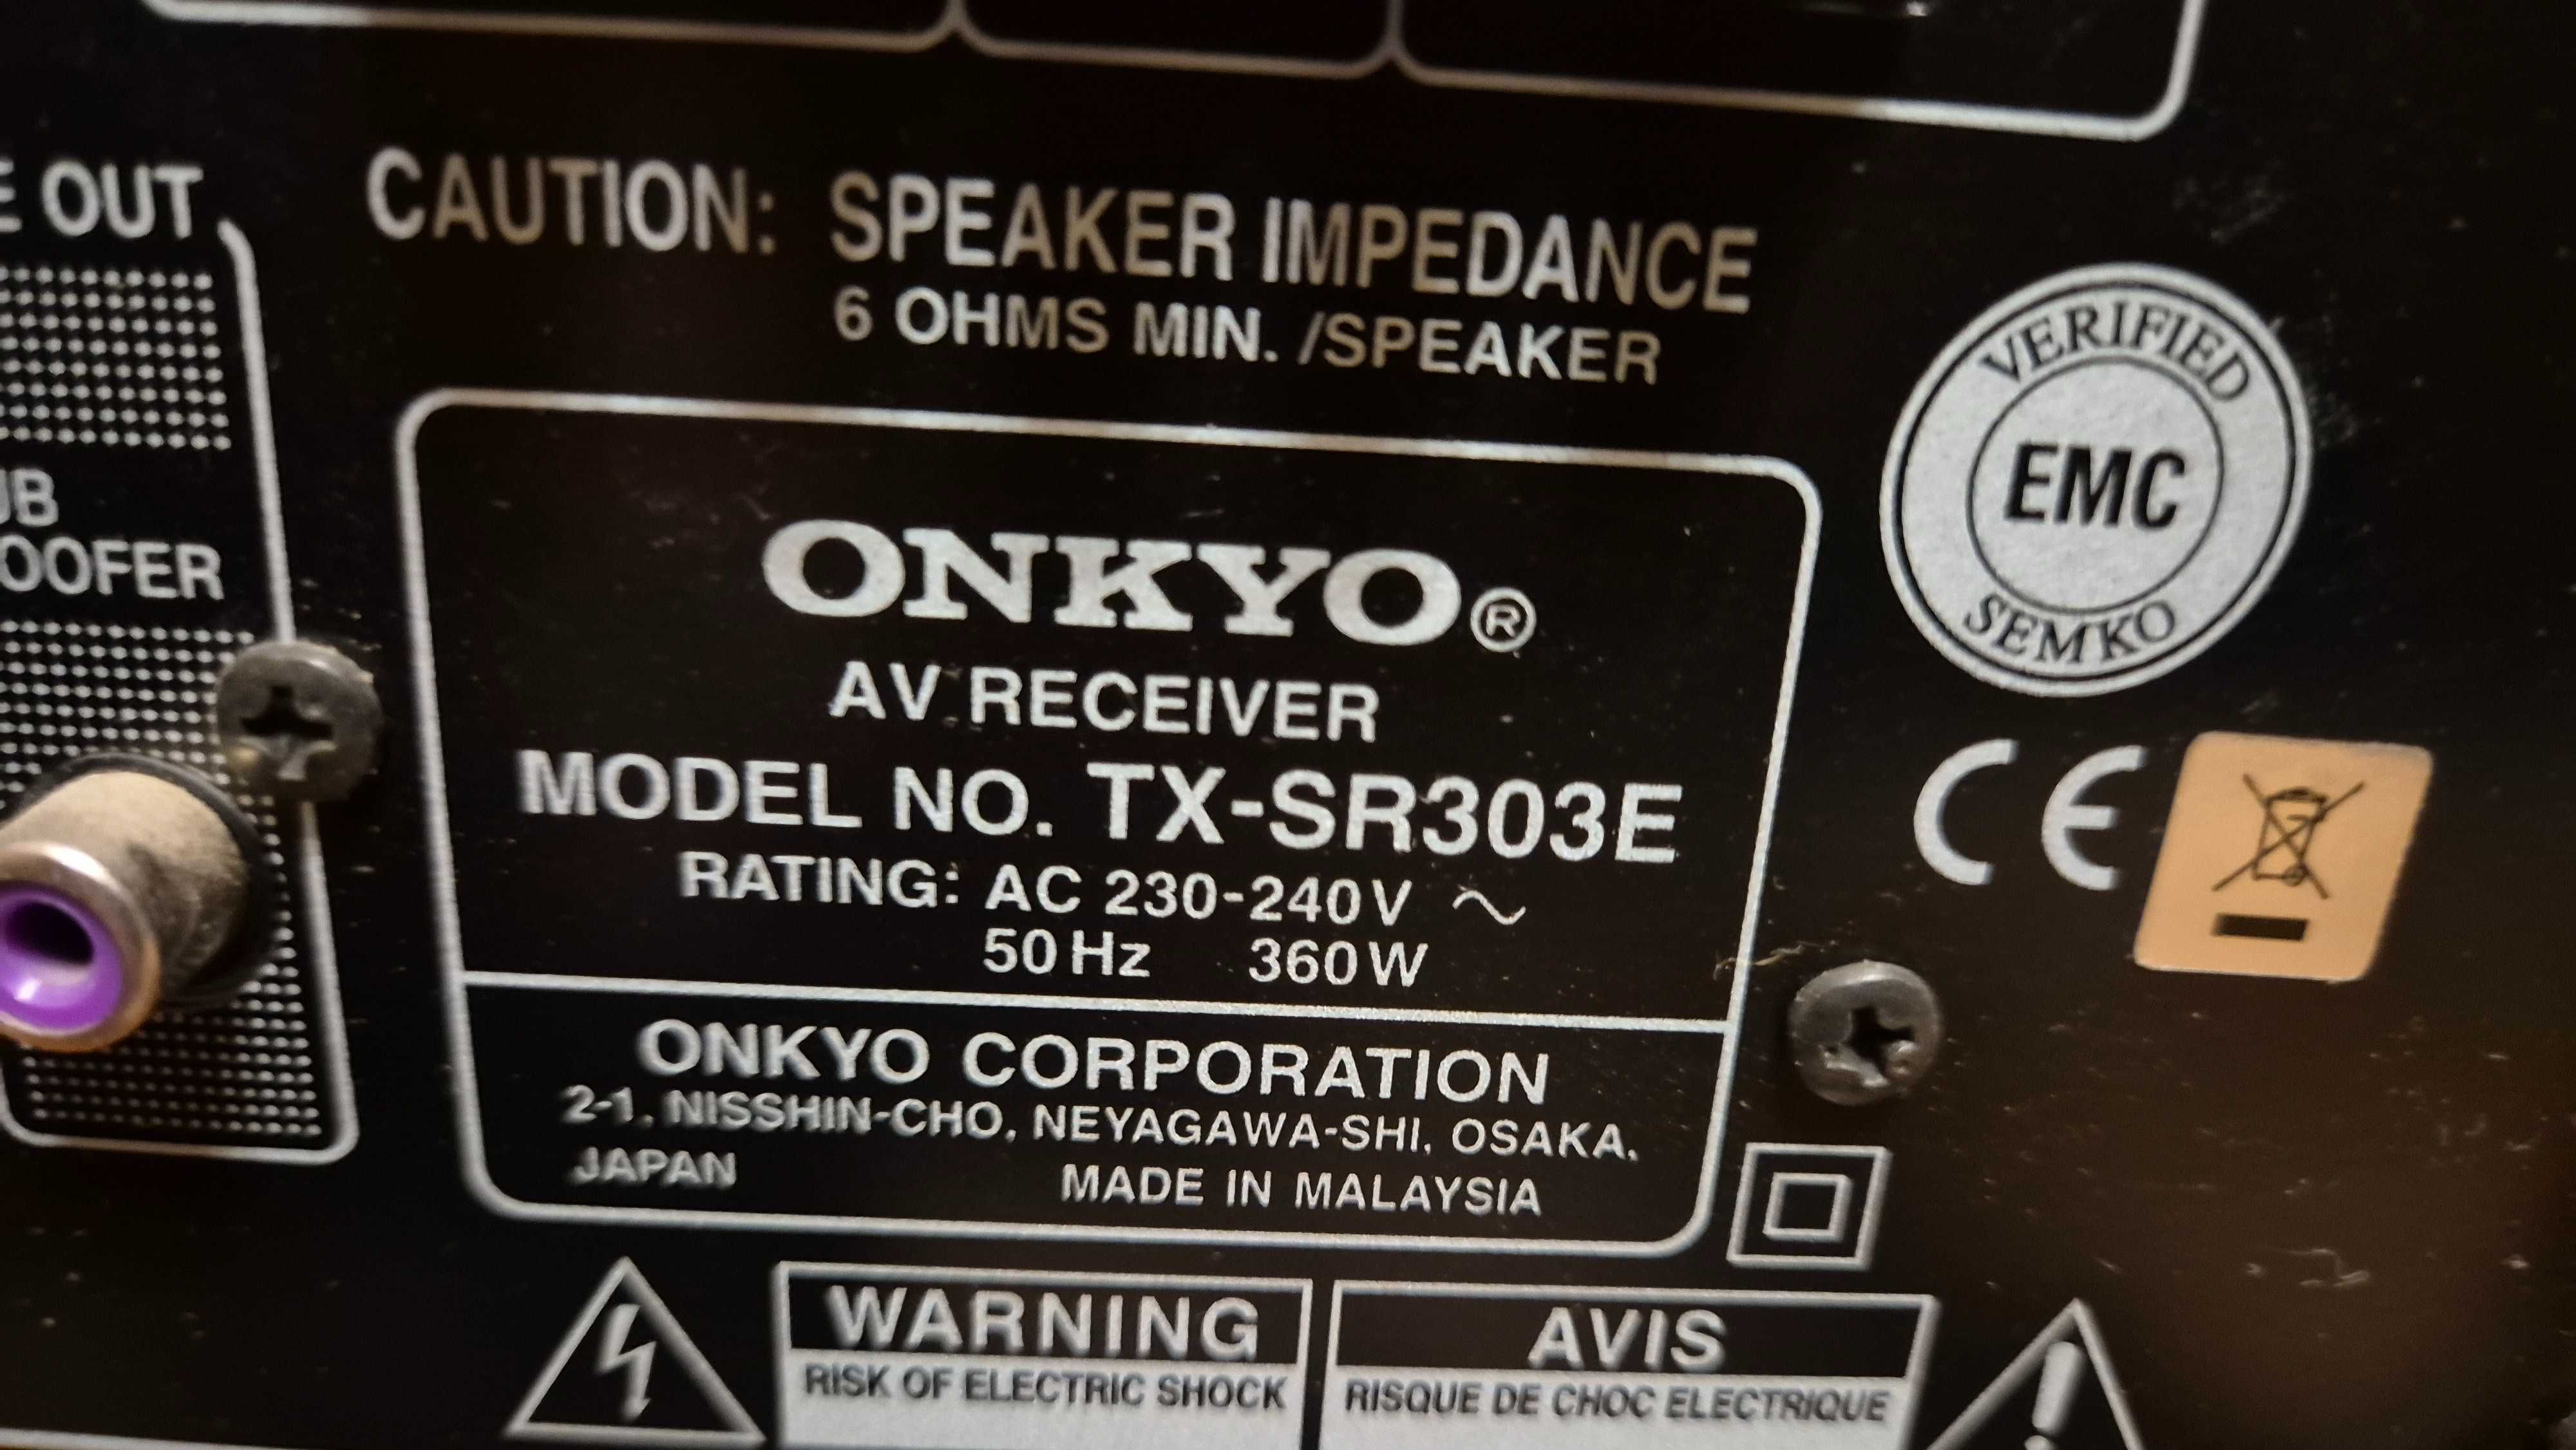 OUT
CAUTION: SPEAKER IMPEDANCE
6 OHMS MIN. /SPEAKER
VERIFIED
EMC
SEMKO
OOFER
ONKYO®
AV RECEIVER
MODEL NO. TX-SR303E
RATING: AC 230-240V ~
50 Hz 360W
CE
ONKYO CORPORATION
2-1, NISSHIN-CHO, NEYAGAWA-SHI, OSAKA,
JAPAN MADE IN MALAYSIA
WARNING
RISK OF ELECTRIC SHOCK
AVIS
RISQUE DE CHOC ELECTRIQUE